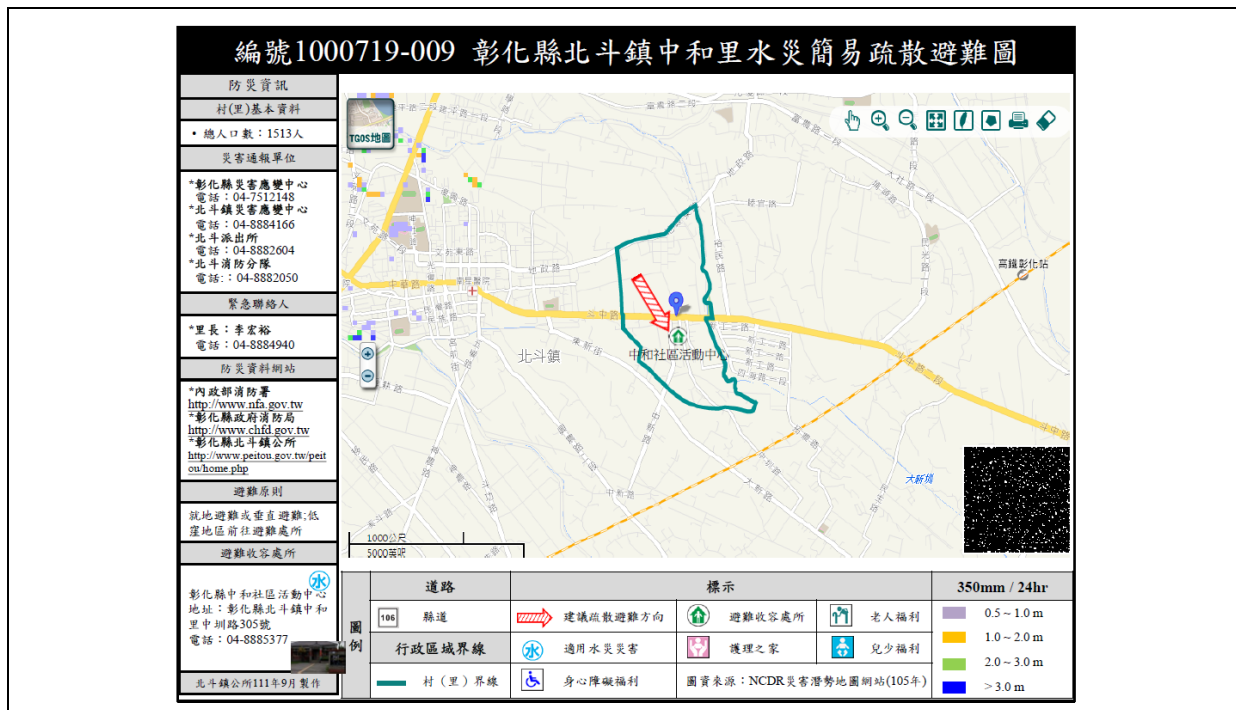 編號1000719-009 彰化縣北斗鎮中和里水災簡易疏散避難圖
防災資訊
村(里)基本資料
• 總人口數：1513人
災害通報單位
*彰化縣災害應變中心
電話：04-7512148
*北斗鎮災害應變中心
電話：04-8884166
*北斗派出所
電話：04-8882604
*北斗消防分隊
電話：:04-8882050
緊急聯絡人
*里長：李宏裕
電話：04-8884940
防災資料網站
*內政部消防署
http://www.nfa.gov.tw
*彰化縣政府消防局
http://www.chfd.gov.tw
*彰化縣北斗鎮公所
http://www.peitou.gov.tw/peit
ou/home.php
避難原則
就地避難或垂直避難;低
窪地區前往避難處所
避難收容處所
水
彰化縣中和社區活動中心
地址：彰化縣北斗鎮中和
里中圳路305號
電話：04-8885377
北斗鎮公所111年9月製作
TGOS地圖
高鐵彰化站
斗中路
中和社區活動中心
北斗鎮
大新路
中新路
斗中路二段
斗中路
1000公尺
5000英呎
圖例
道路
106 縣道
行政區域界線
村（里）界線
標示
建議疏散避難方向
避難收容處所
老人福利
水 適用水災災害
護理之家
兒少福利
身心障礙福利
圖資來源：NCDR災害潛勢地圖網站(105年)
350mm / 24hr
0.5 ~ 1.0 m
1.0 ~ 2.0 m
2.0 ~ 3.0 m
> 3.0 m